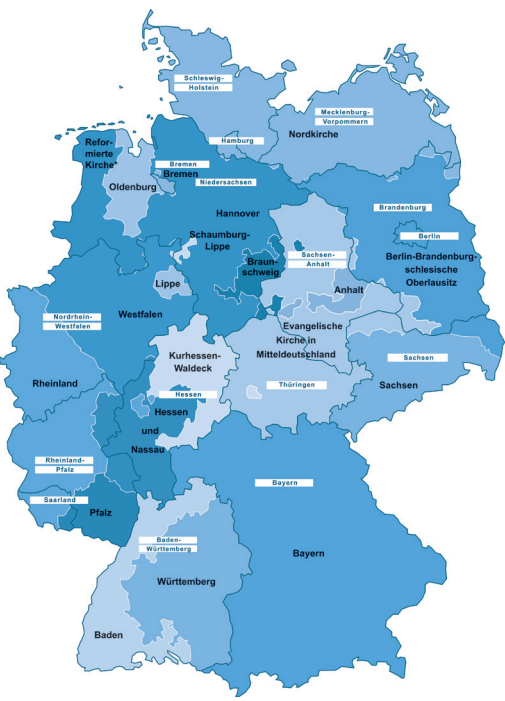 Schleswig-
Holstein
Mecklenburg-
Vorpommern
Nordkirche
Hamburg
Refor-
mierte
Kirche*
Bremen
Bremen
Oldenburg
Niedersachsen
Brandenburg
Hannover
Berlin
Schaumburg-
Lippe
Braun-
schweig
Sachsen-
Anhalt
Berlin-Brandenburg-
schlesische
Oberlausitz
Lippe
Anhalt
Nordrhein-
Westfalen
Westfalen
Evangelische
Kirche in
Mitteldeutschland
Kurhessen-
Waldeck
Sachsen
Rheinland
Hessen
Thüringen
Sachsen
Hessen
und
Nassau
Rheinland-
Pfalz
Bayern
Saarland
Pfalz
Baden-
Württemberg
Bayern
Württemberg
Baden